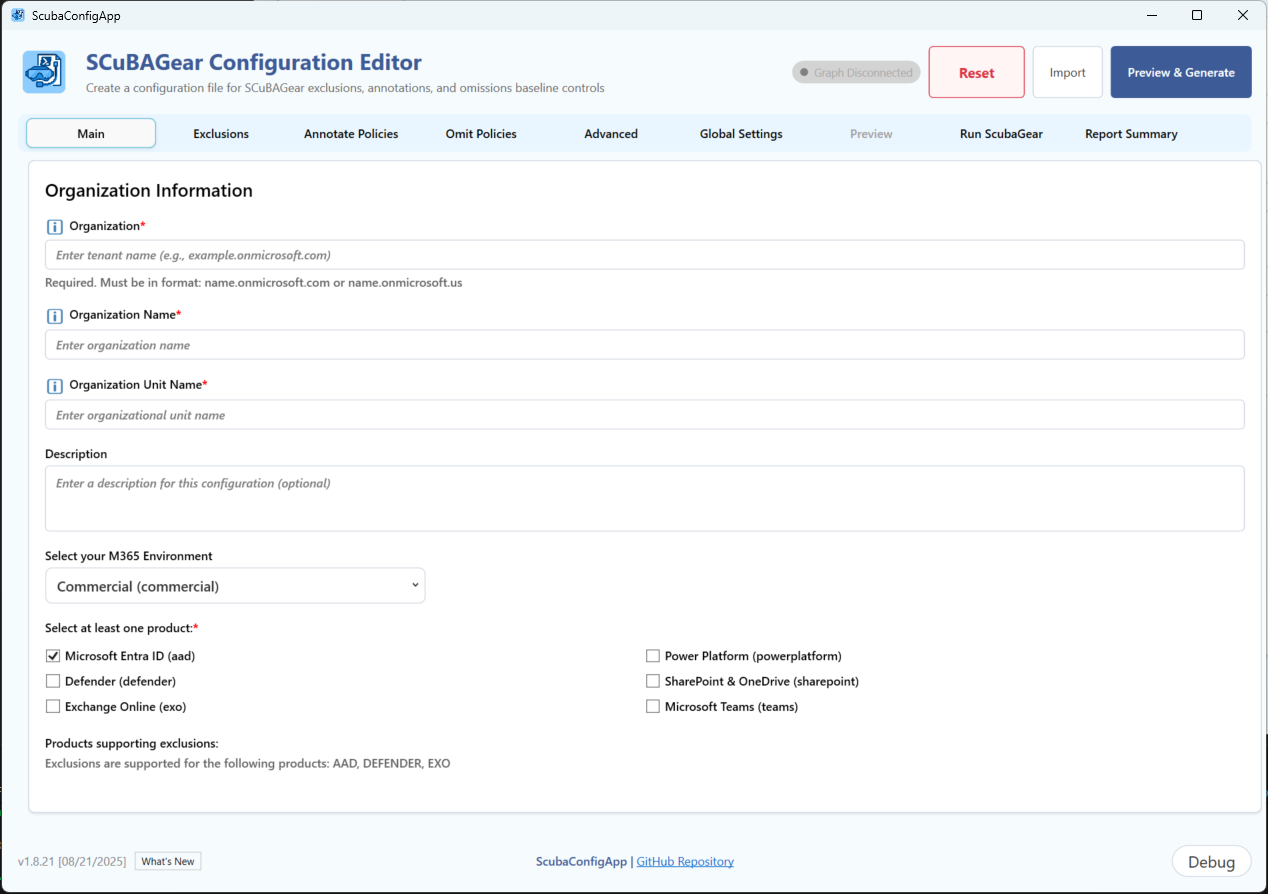 ScubaConfigApp
SCuBAGear Configuration Editor
Create a configuration file for SCuBAGear exclusions, annotations, and omissions baseline controls
Graph Disconnected
Reset
Import
Preview & Generate
Main
Exclusions
Annotate Policies
Omit Policies
Advanced
Global Settings
Preview
Run ScubaGear
Report Summary
Organization Information
Organization*
Enter tenant name (e.g., example.onmicrosoft.com)
Required. Must be in format: name.onmicrosoft.com or name.onmicrosoft.us
Organization Name*
Enter organization name
Organization Unit Name*
Enter organizational unit name
Description
Enter a description for this configuration (optional)
Select your M365 Environment
Commercial (commercial)
Select at least one product:*
Microsoft Entra ID (aad)
Power Platform (powerplatform)
Defender (defender)
SharePoint & OneDrive (sharepoint)
Exchange Online (exo)
Microsoft Teams (teams)
Products supporting exclusions:
Exclusions are supported for the following products: AAD, DEFENDER, EXO
v1.8.21 [08/21/2025]
What's New
ScubaConfigApp | GitHub Repository
Debug